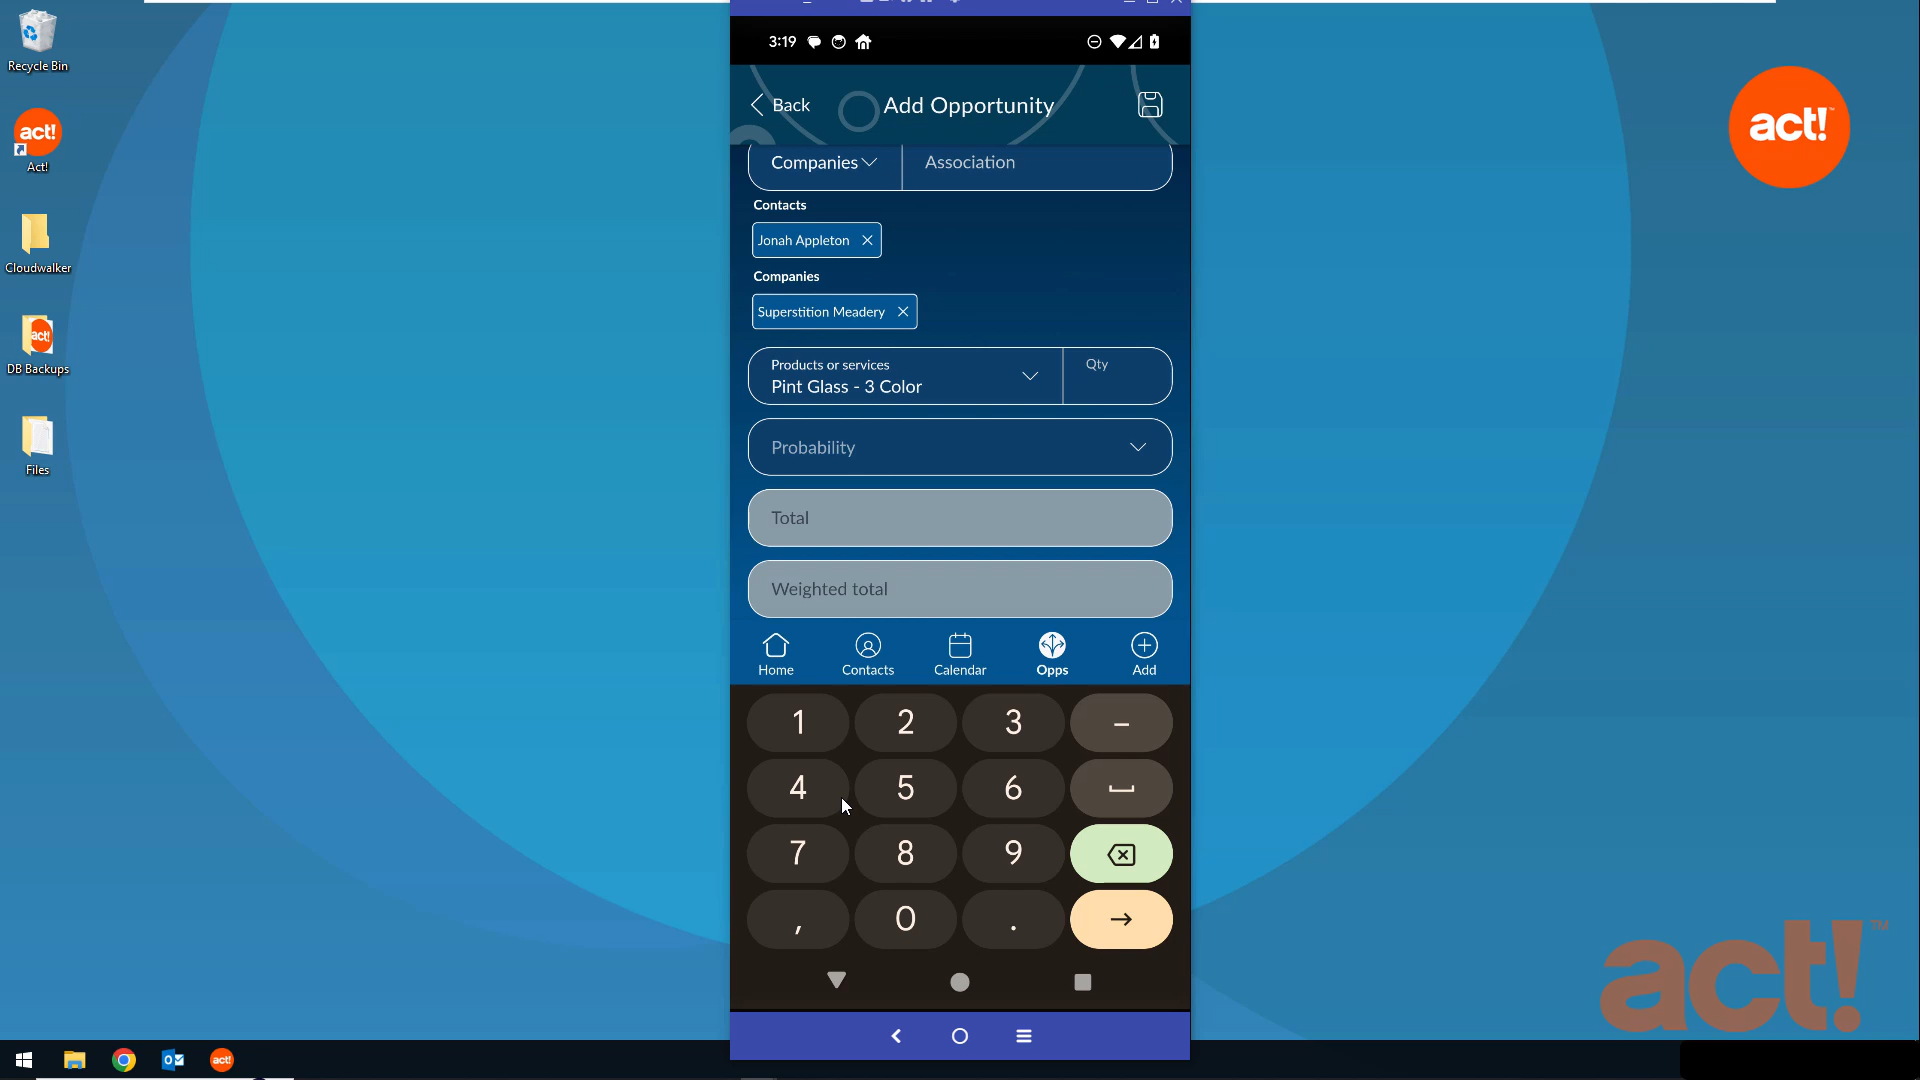 Recycle Bin
act!
Act!
Cloudwalker
act!
DB Backups
Files
3:19
Back
Add Opportunity
Companies
Association
Contacts
Jonah Appleton
Companies
Superstition Meadery
Products or services
Pint Glass - 3 Color
Qty
Probability
Total
Weighted total
Home
Contacts
Calendar
Opps
Add
1 2 3 –
4 5 6
7 8 9
, 0 .
act!™
act!™
act!